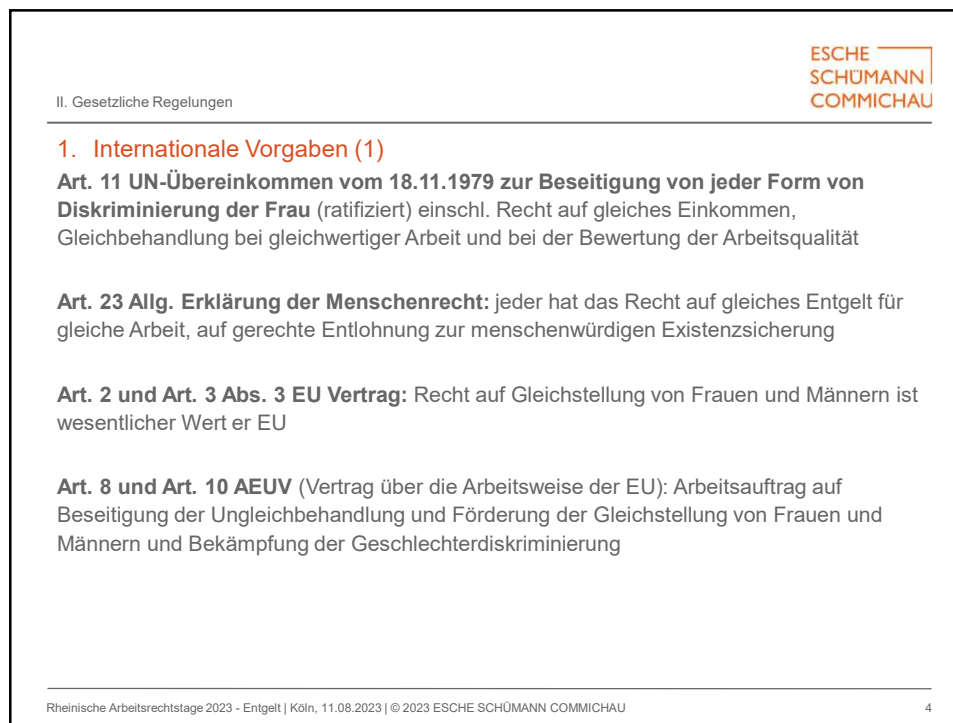 ESCHE
SCHÜMANN
COMMICHAU
II. Gesetzliche Regelungen
1. Internationale Vorgaben (1)
Art. 11 UN-Übereinkommen vom 18.11.1979 zur Beseitigung von jeder Form von
Diskriminierung der Frau (ratifiziert) einschl. Recht auf gleiches Einkommen,
Gleichbehandlung bei gleichwertiger Arbeit und bei der Bewertung der Arbeitsqualität
Art. 23 Allg. Erklärung der Menschenrecht: jeder hat das Recht auf gleiches Entgelt für
gleiche Arbeit, auf gerechte Entlohnung zur menschenwürdigen Existenzsicherung
Art. 2 und Art. 3 Abs. 3 EU Vertrag: Recht auf Gleichstellung von Frauen und Männern ist
wesentlicher Wert er EU
Art. 8 und Art. 10 AEUV (Vertrag über die Arbeitsweise der EU): Arbeitsauftrag auf
Beseitigung der Ungleichbehandlung und Förderung der Gleichstellung von Frauen und
Männern und Bekämpfung der Geschlechterdiskriminierung
Rheinische Arbeitsrechtstage 2023 - Entgelt | Köln, 11.08.2023 | © 2023 ESCHE SCHÜMANN COMMICHAU 4